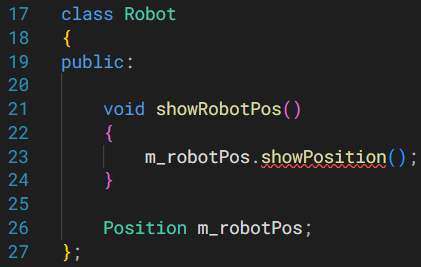 17 class Robot
18 {
19 public:
20
21     void showRobotPos()
22     {
23         m_robotPos.showPosition();
24     }
25
26     Position m_robotPos;
27 };